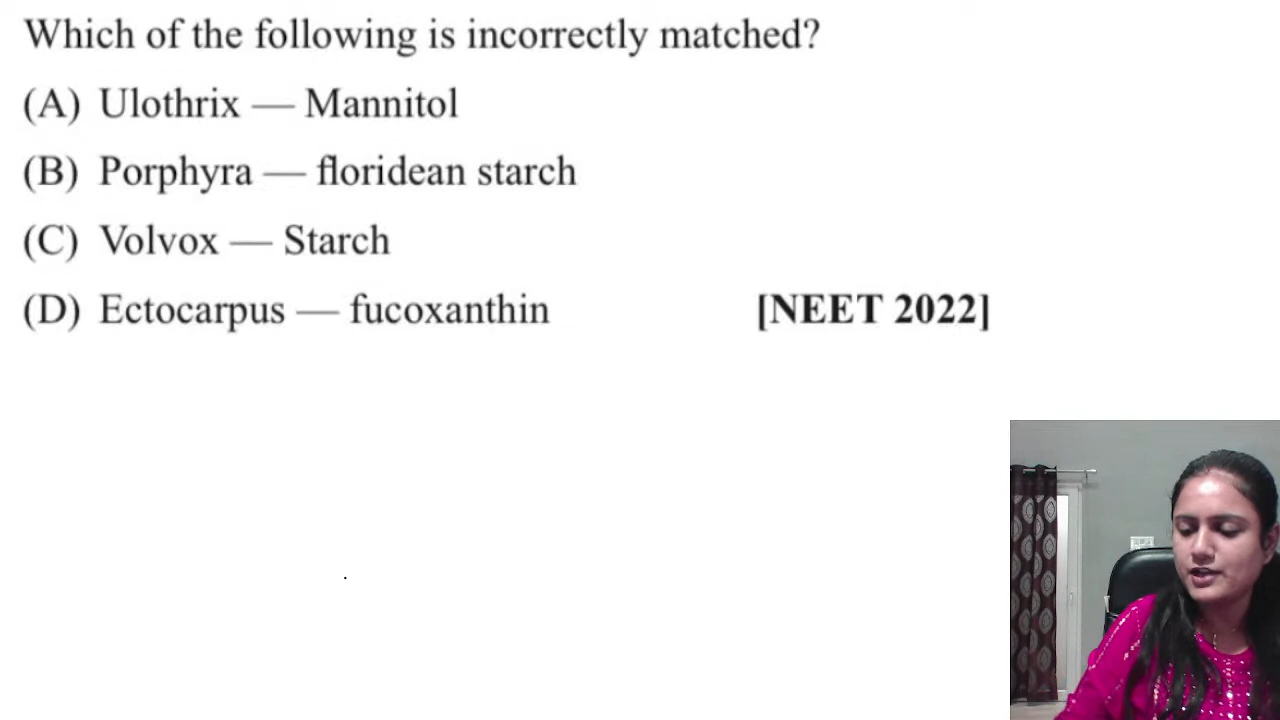 Which of the following is incorrectly matched?
(A) Ulothrix — Mannitol
(B) Porphyra — floridean starch
(C) Volvox — Starch
(D) Ectocarpus — fucoxanthin [NEET 2022]